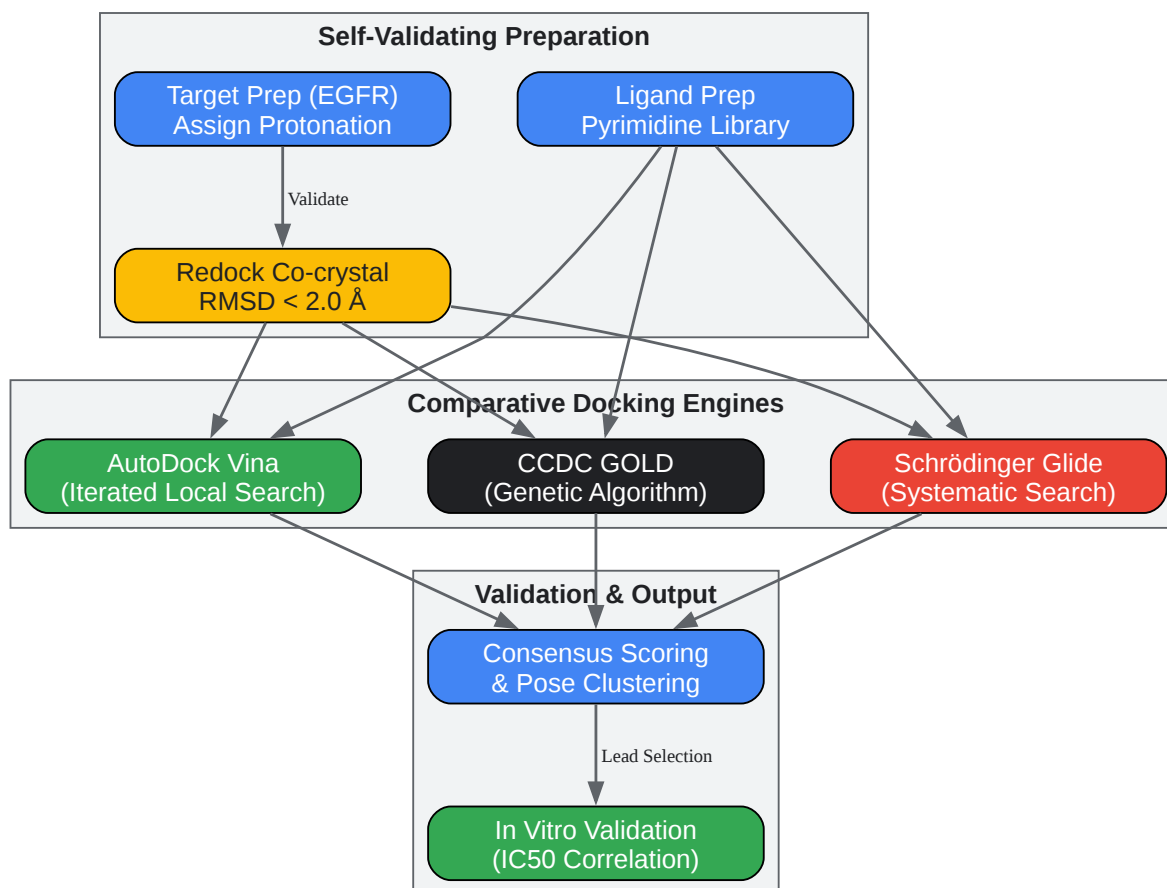 Self-Validating Preparation
Target Prep (EGFR)
Assign Protonation
Ligand Prep
Pyrimidine Library
Validate
Redock Co-crystal
RMSD < 2.0 Å
Comparative Docking Engines
AutoDock Vina
(Iterated Local Search)
CCDC GOLD
(Genetic Algorithm)
Schrödinger Glide
(Systematic Search)
Validation & Output
Consensus Scoring
& Pose Clustering
Lead Selection
In Vitro Validation
(IC50 Correlation)